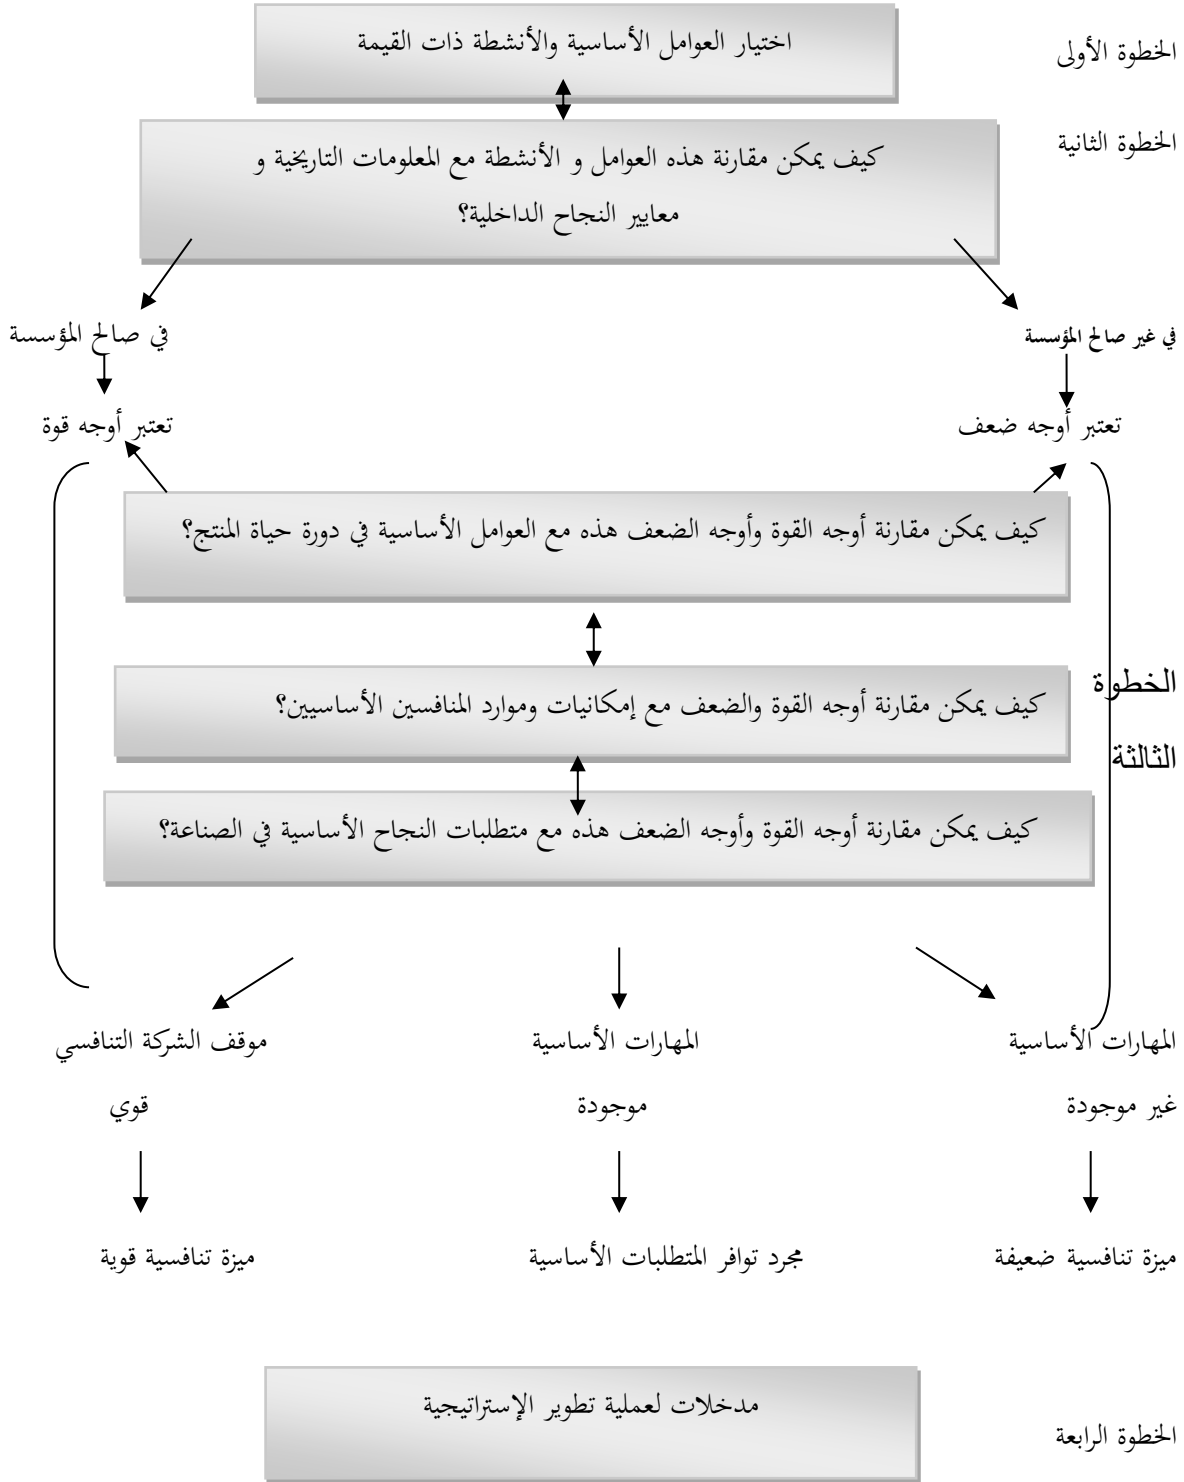 اختيار العوامل الأساسية والأنشطة ذات القيمة
الخطوة الأولى
الخطوة الثانية
كيف يمكن مقارنة هذه العوامل و الأنشطة مع المعلومات التاريخية و
معايير النجاح الداخلية؟
في غير صالح المؤسسة
في صالح المؤسسة
تعتبر أوجه ضعف
تعتبر أوجه قوة
كيف يمكن مقارنة أوجه القوة وأوجه الضعف هذه مع العوامل الأساسية في دورة حياة المنتج؟
الخطوة
الثالثة
كيف يمكن مقارنة أوجه القوة والضعف مع إمكانيات وموارد المنافسين الأساسيين؟
كيف يمكن مقارنة أوجه القوة وأوجه الضعف هذه مع متطلبات النجاح الأساسية في الصناعة؟
المهارات الأساسية
غير موجودة
المهارات الأساسية
موجودة
موقف الشركة التنافسي
قوي
ميزة تنافسية ضعيفة
مجرد توافر المتطلبات الأساسية
ميزة تنافسية قوية
مدخلات لعملية تطوير الإستراتيجية
الخطوة الرابعة